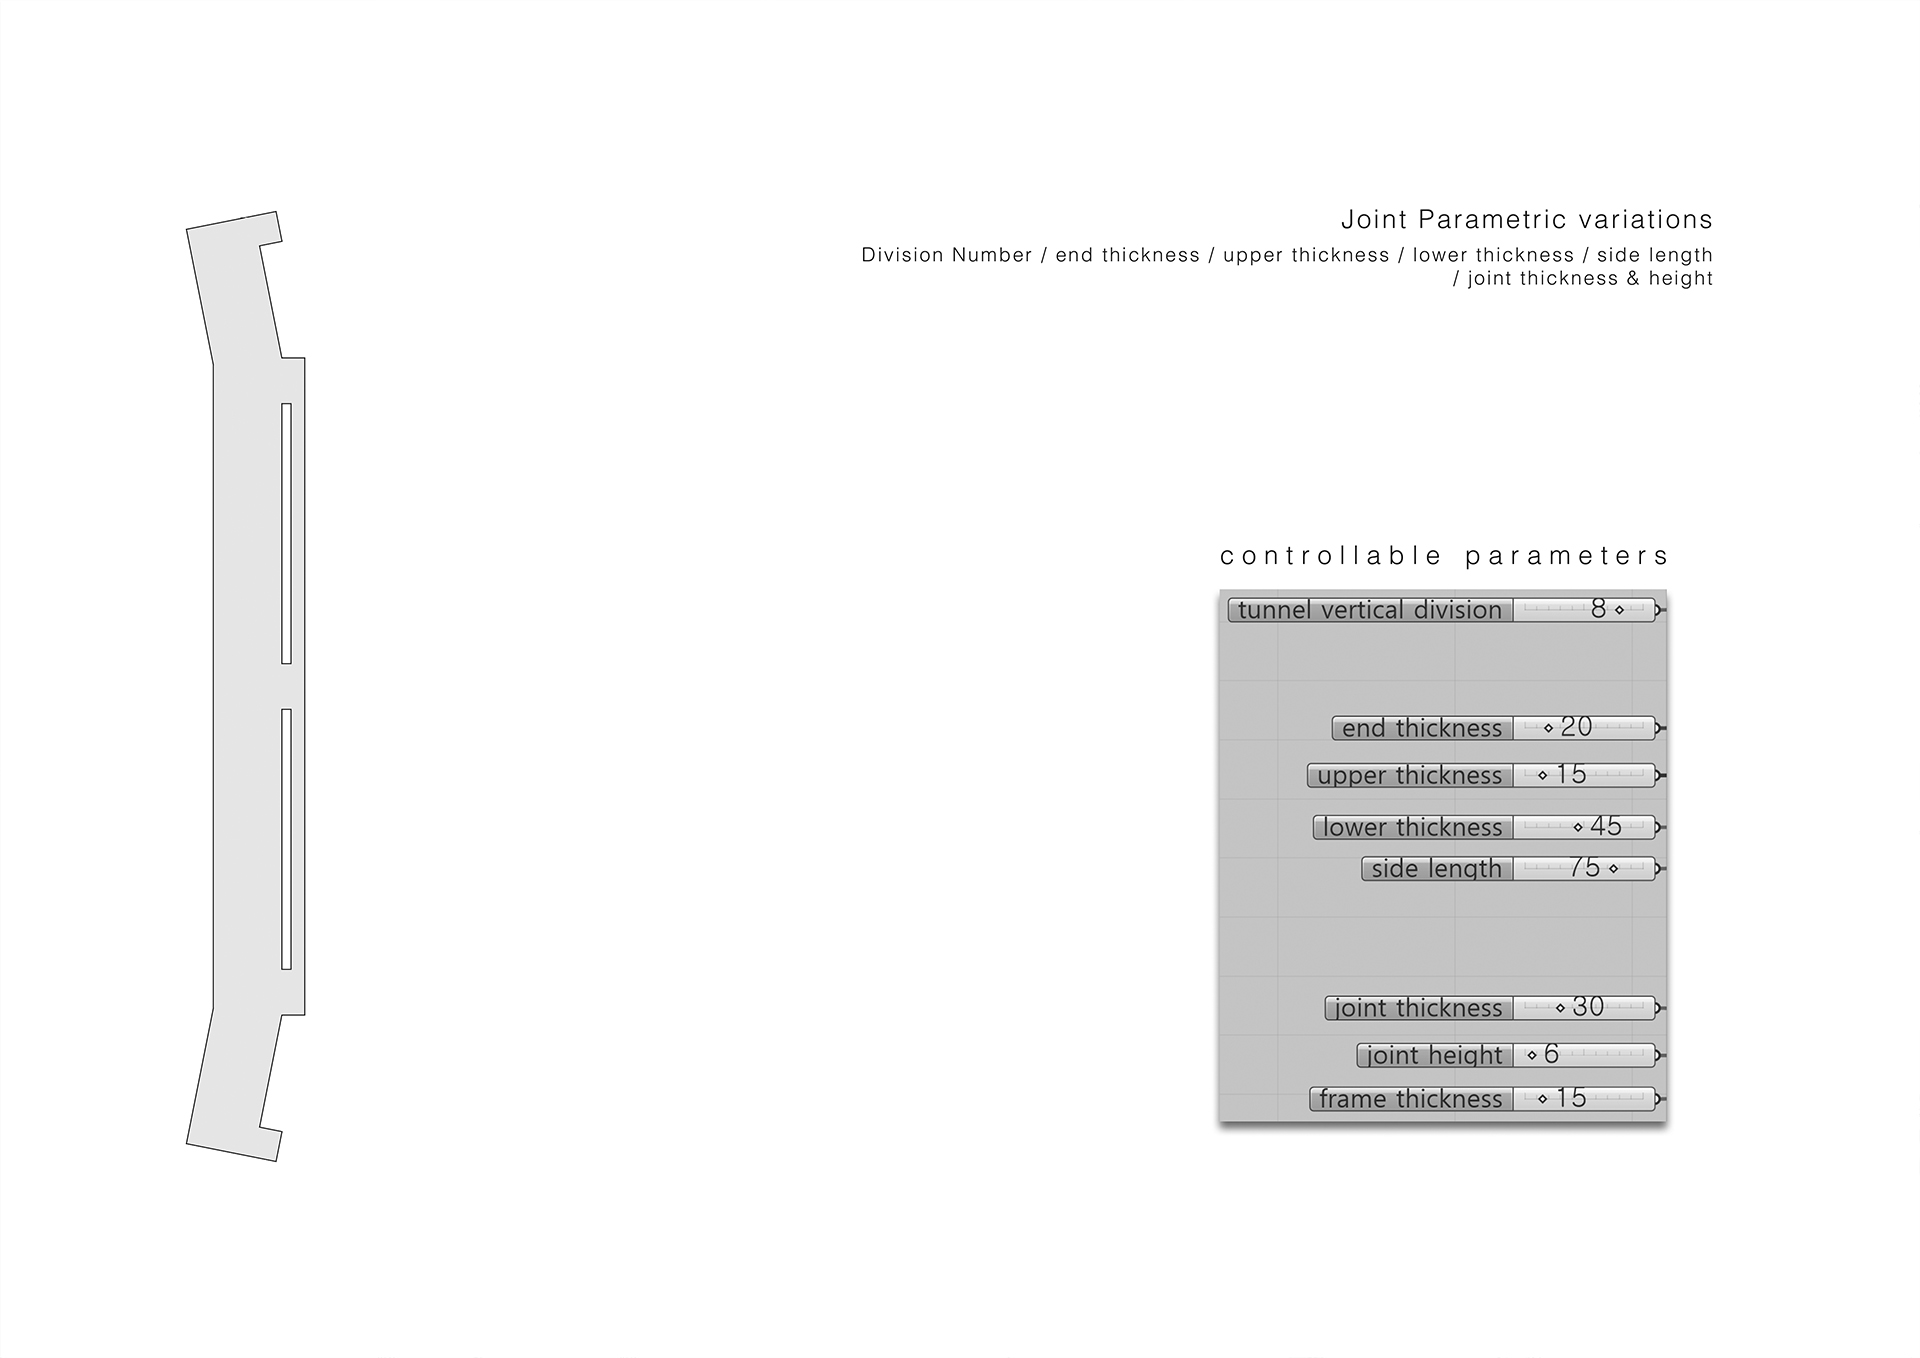 Joint Parametric variations
Division Number / end thickness / upper thickness / lower thickness / side length
/ joint thickness & height
controllable parameters
tunnel vertical division 8
end thickness 20
upper thickness 15
lower thickness 45
side length 75
joint thickness 30
joint height 6
frame thickness 15